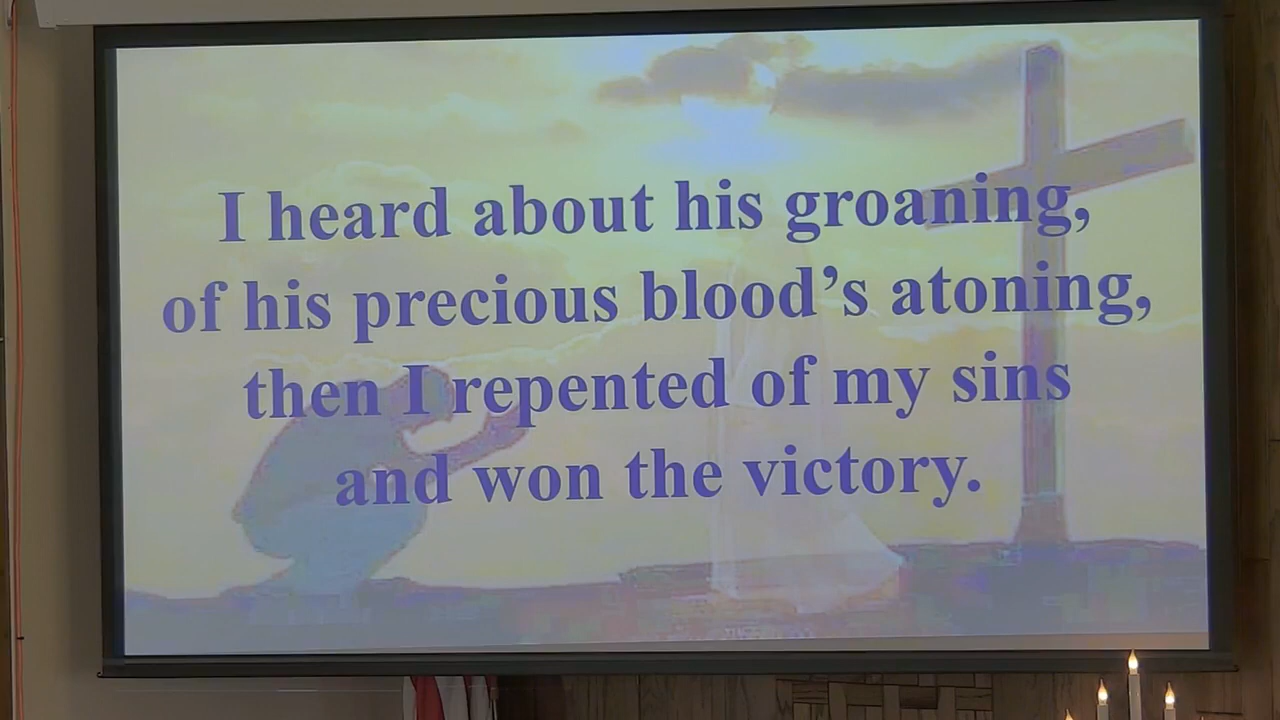 I heard about his groaning,
of his precious blood’s atoning,
then I repented of my sins
and won the victory.